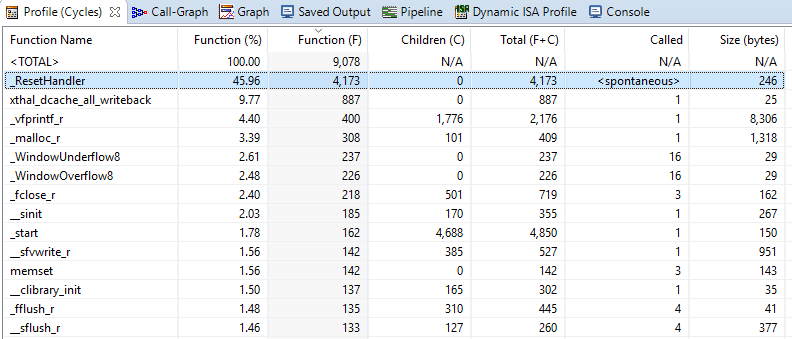 Profile (Cycles) Call-Graph Graph Saved Output Pipeline Dynamic ISA Profile Console
Function Name Function (%) Function (F) Children (C) Total (F+C) Called Size (bytes)
<TOTAL> 100.00 9,078 N/A N/A N/A N/A
_ResetHandler 45.96 4,173 0 4,173 <spontaneous> 246
xthal_dcache_all_writeback 9.77 887 0 887 1 25
_vfprintf_r 4.40 400 1,776 2,176 1 8,306
_malloc_r 3.39 308 101 409 1 1,318
_WindowUnderflow8 2.61 237 0 237 16 29
_WindowOverflow8 2.48 226 0 226 16 29
_fclose_r 2.40 218 501 719 3 162
__sinit 2.03 185 170 355 1 267
_start 1.78 162 4,688 4,850 1 150
__sfvwrite_r 1.56 142 385 527 1 951
memset 1.56 142 0 142 3 143
__clibrary_init 1.50 137 165 302 1 35
_fflush_r 1.48 135 310 445 4 41
__sflush_r 1.46 133 127 260 4 377